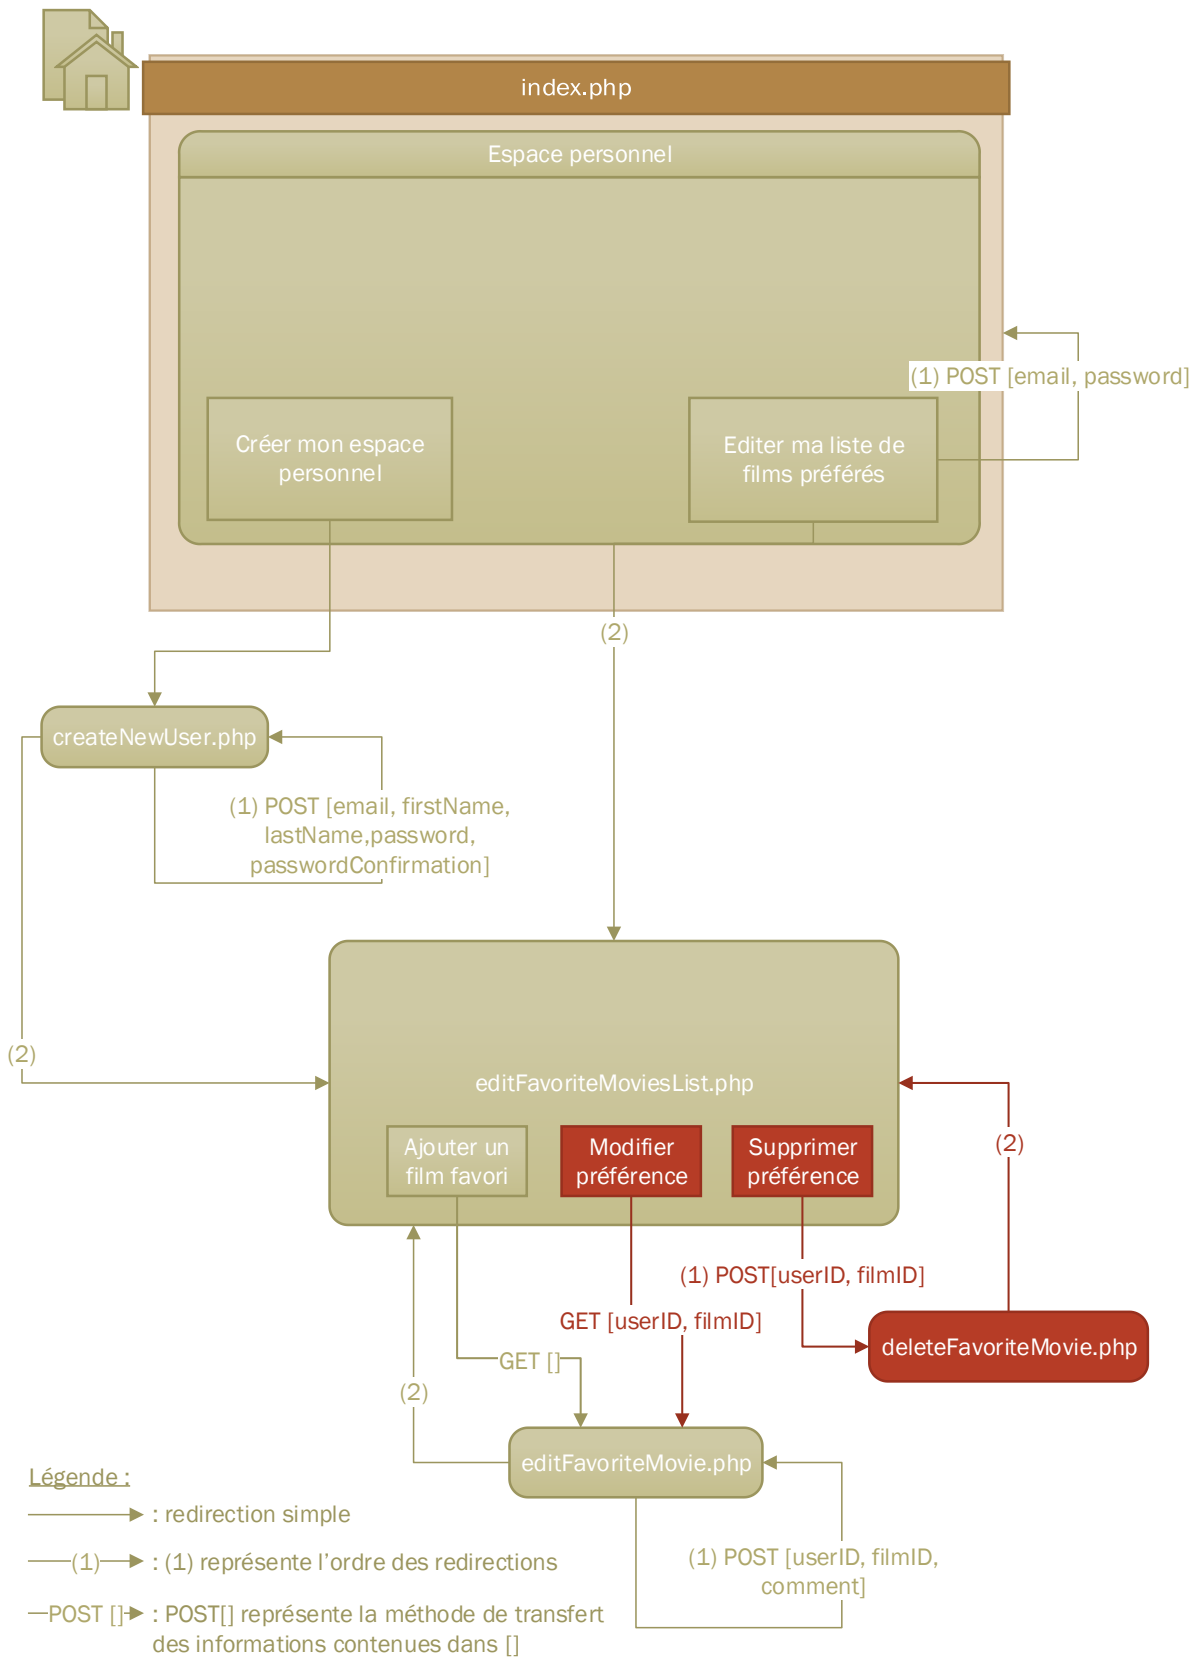 index.php
Espace personnel
(1) POST [email, password]
Créer mon espace
personnel
Editer ma liste de
films préférés
(2)
createNewUser.php
(1) POST [email, firstName,
lastName,password,
passwordConfirmation]
(2)
editFavoriteMoviesList.php
Ajouter un
film favori
Modifier
préférence
Supprimer
préférence
(2)
(1) POST[userID, filmID]
GET [userID, filmID]
deleteFavoriteMovie.php
GET []
(2)
editFavoriteMovie.php
(1) POST [userID, filmID,
comment]
Légende :
: redirection simple
(1) : (1) représente l'ordre des redirections
POST [] : POST[] représente la méthode de transfert
des informations contenues dans []